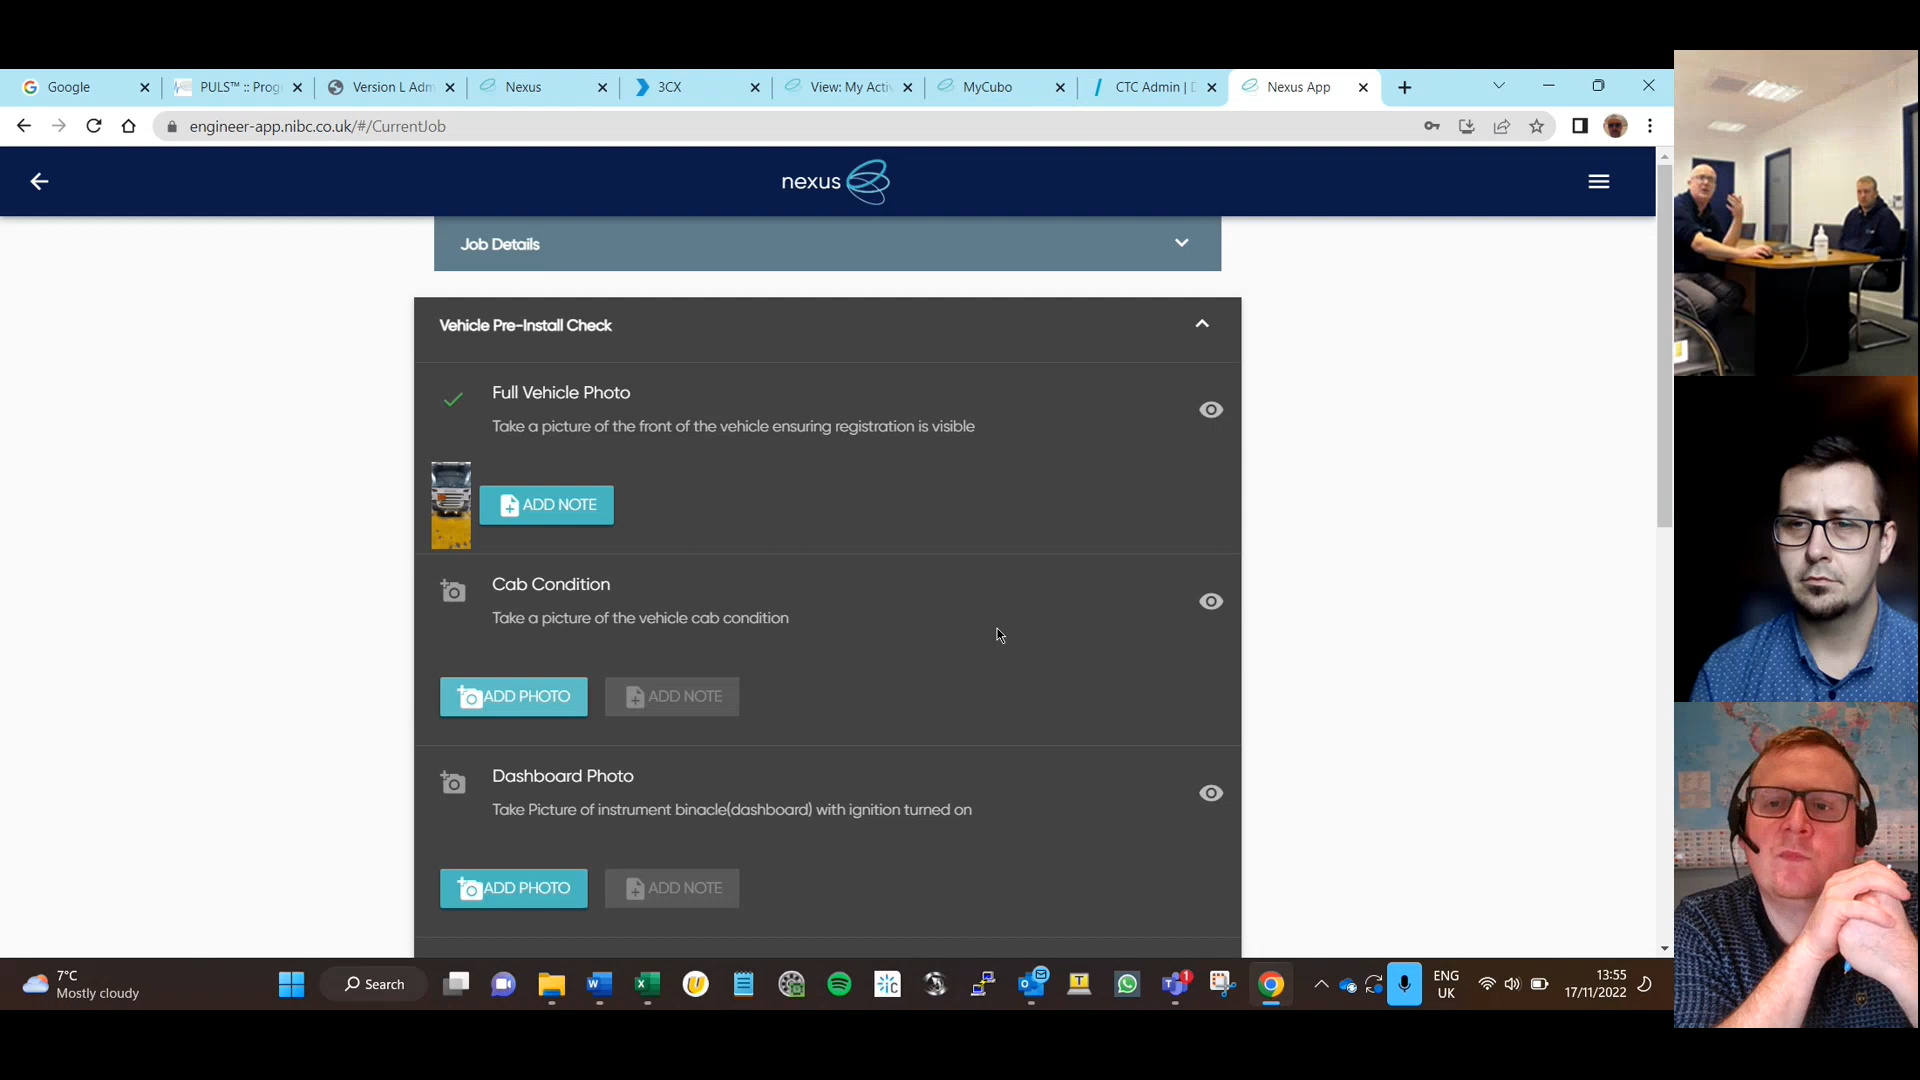 Google
PULS™ :: Prog
Version L Adm
Nexus
3CX
View: My Activ
MyCubo
CTC Admin | D
Nexus App
engineer-app.nibc.co.uk/#/CurrentJob
nexus
Job Details
Vehicle Pre-Install Check
Full Vehicle Photo
Take a picture of the front of the vehicle ensuring registration is visible
ADD NOTE
Cab Condition
Take a picture of the vehicle cab condition
ADD PHOTO
ADD NOTE
Dashboard Photo
Take Picture of instrument binacle(dashboard) with ignition turned on
ADD PHOTO
ADD NOTE
7°C
Mostly cloudy
Search
1
ENG
UK
13:55
17/11/2022